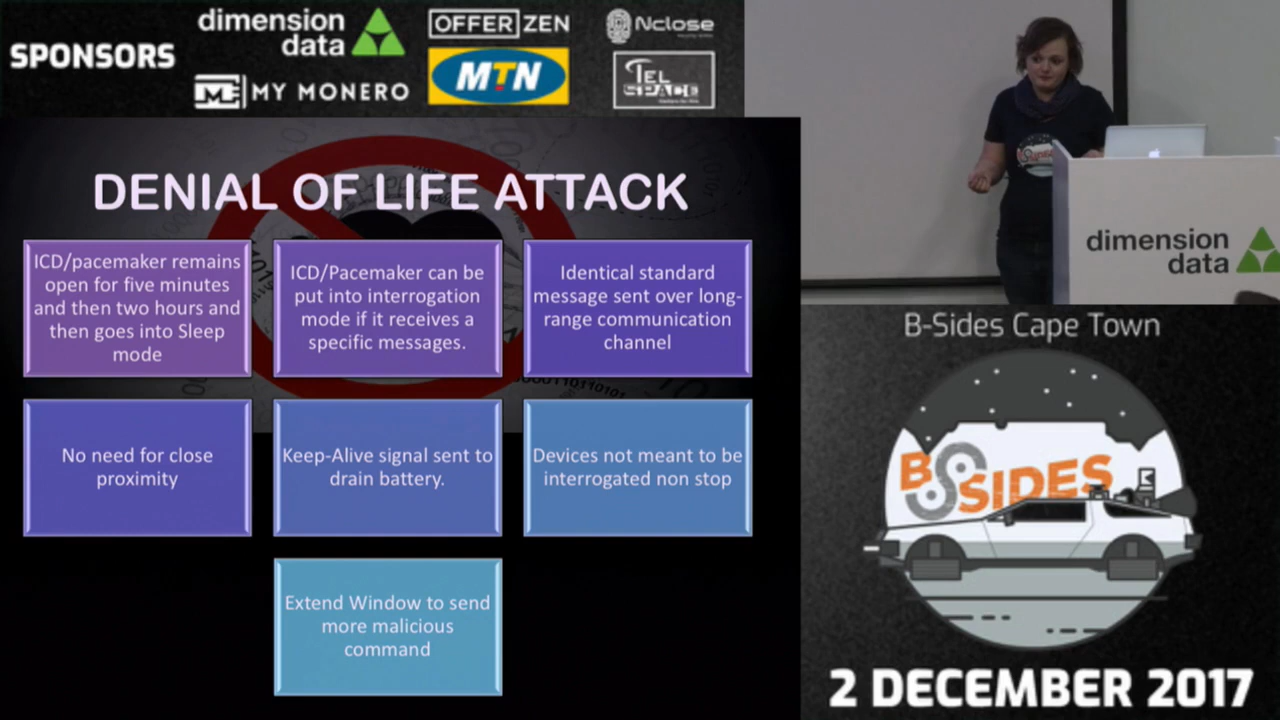 SPONSORS
dimension
data
MY MONERO
OFFER ZEN
MTN
Nclose
TEL
SPACE
DENIAL OF LIFE ATTACK
ICD/pacemaker remains
open for five minutes
and then two hours and
then goes into Sleep
mode
ICD/Pacemaker can be
put into interrogation
mode if it receives a
specific messages.
Identical standard
message sent over long-
range communication
channel
No need for close
proximity
Keep-Alive signal sent to
drain battery.
Devices not meant to be
interrogated non stop
Extend Window to send
more malicious
command
dimension
data
B-Sides Cape Town
BSIDES
2 DECEMBER 2017